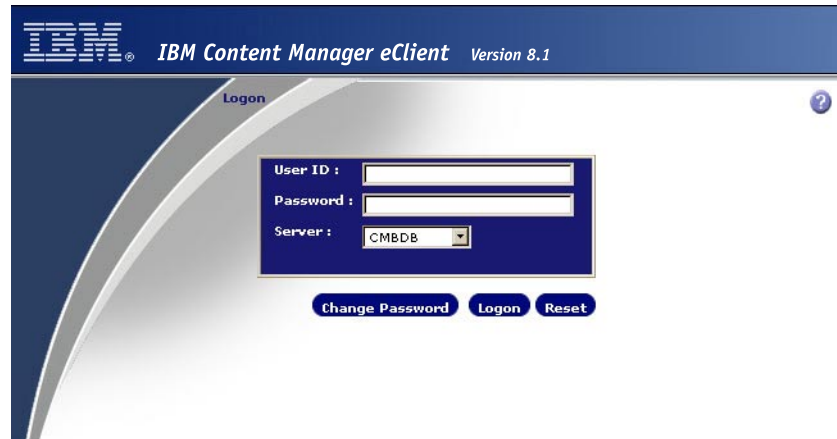 IBM® IBM Content Manager eClient Version 8.1
Logon
?
User ID :
Password :
Server : CMBDB
Change Password Logon Reset